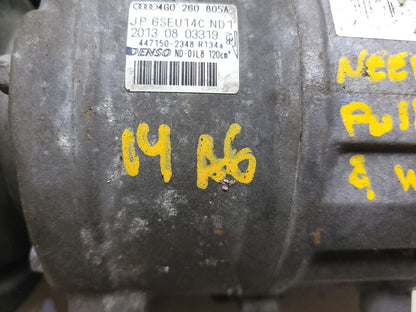 4G0 260 805A
JP 6SEU14C ND1
2013 08 03319
447150-2348 R134a
DENSO ND-OIL8 120cm³
14 A6
NEE
Pull
& W